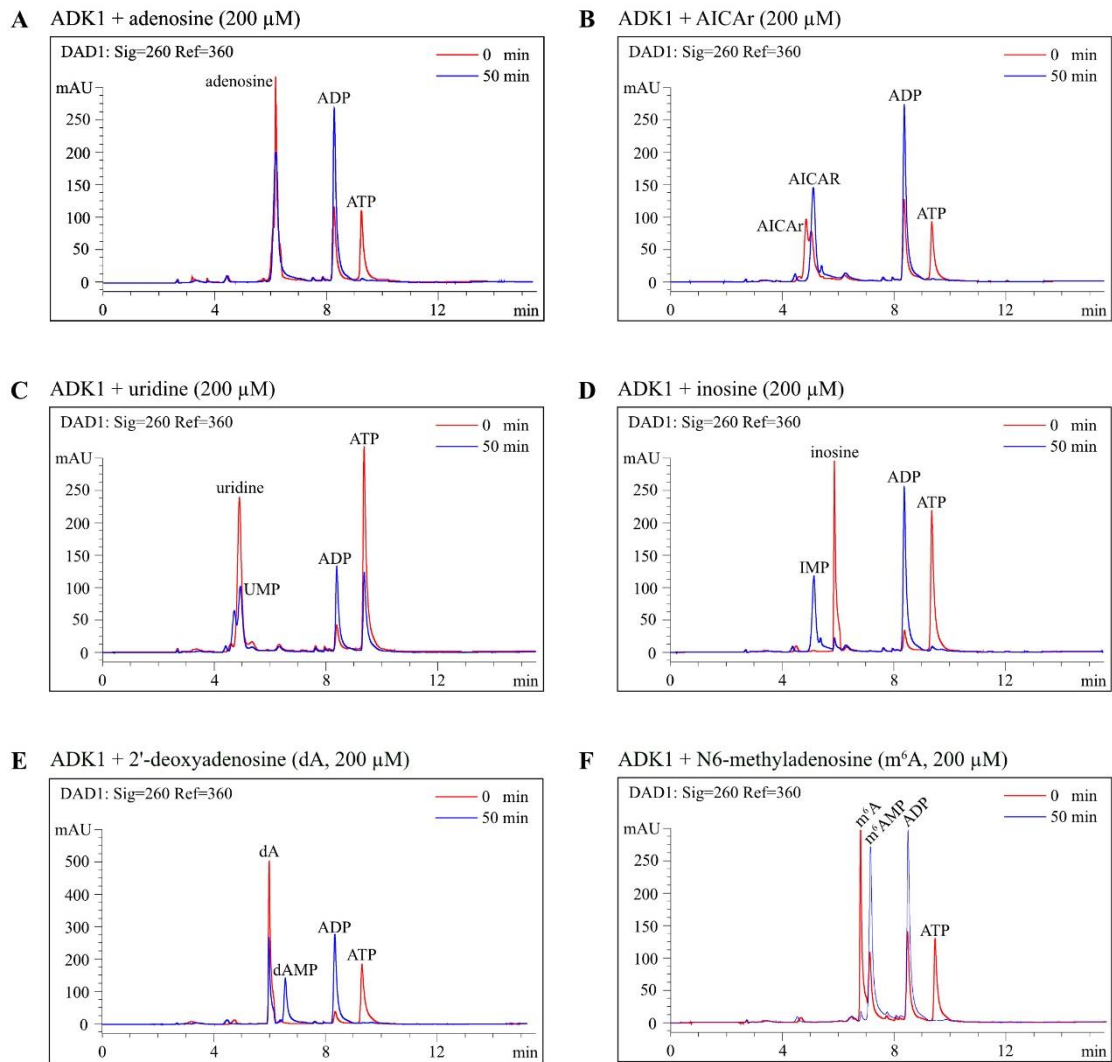 A ADK1 + adenosine (200 µM)
DAD1: Sig=260 Ref=360
0 min
50 min
mAU
adenosine
ADP
ATP
250
200
150
100
50
0
0 4 8 12 min
B ADK1 + AICAr (200 µM)
DAD1: Sig=260 Ref=360
0 min
50 min
mAU
ADP
AICAR
AICAr
ATP
250
200
150
100
50
0
0 4 8 12 min
C ADK1 + uridine (200 µM)
DAD1: Sig=260 Ref=360
0 min
50 min
mAU
ATP
uridine
ADP
UMP
250
200
150
100
50
0
0 4 8 12 min
D ADK1 + inosine (200 µM)
DAD1: Sig=260 Ref=360
0 min
50 min
mAU
inosine
ADP
ATP
IMP
250
200
150
100
50
0
0 4 8 12 min
E ADK1 + 2'-deoxyadenosine (dA, 200 µM)
DAD1: Sig=260 Ref=360
0 min
50 min
mAU
dA
ADP
ATP
dAMP
500
400
300
200
100
0
0 4 8 12 min
F ADK1 + N6-methyladenosine (m⁶A, 200 µM)
DAD1: Sig=260 Ref=360
0 min
50 min
mAU
m⁶A
m⁶AMP
ADP
ATP
250
200
150
100
50
0
0 4 8 12 min